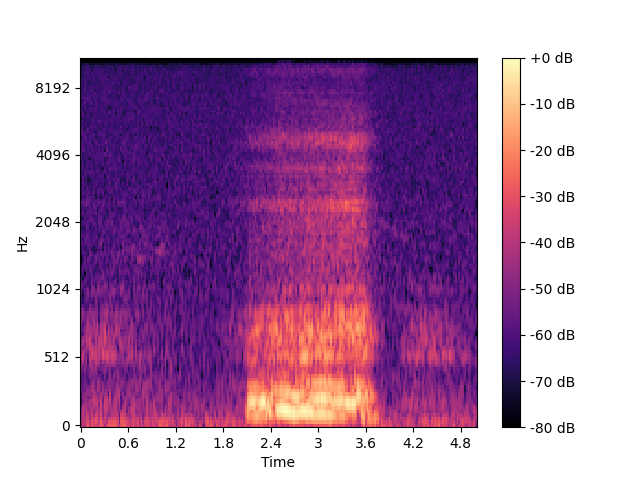 8192
4096
2048
1024
512
0
Hz
0 0.6 1.2 1.8 2.4 3 3.6 4.2 4.8
Time
+0 dB
-10 dB
-20 dB
-30 dB
-40 dB
-50 dB
-60 dB
-70 dB
-80 dB